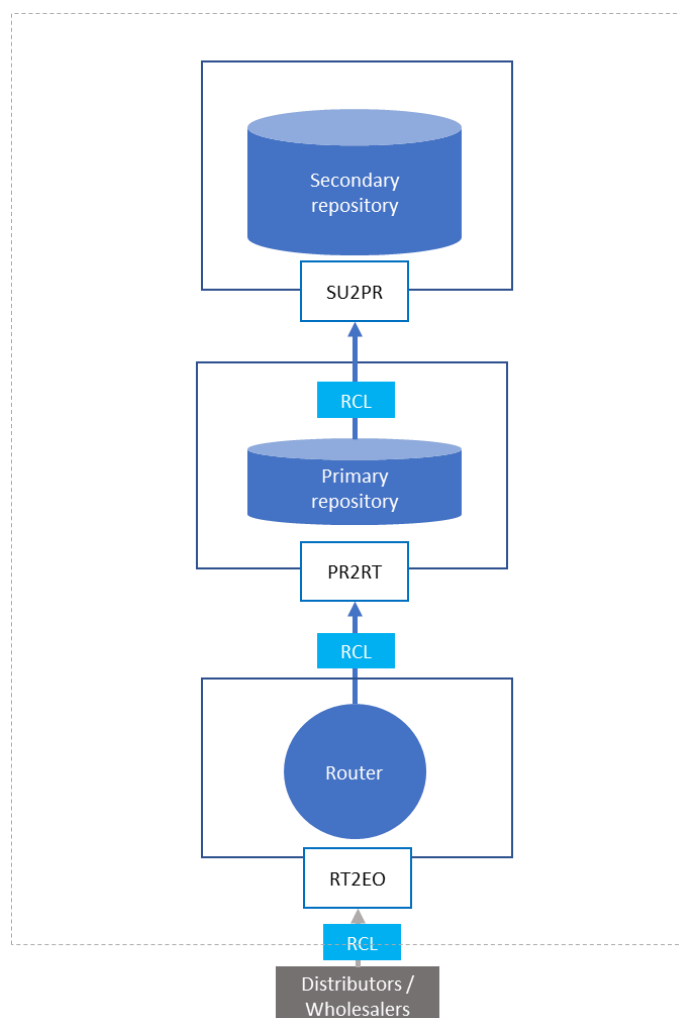 Secondary
repository
SU2PR
RCL
Primary
repository
PR2RT
RCL
Router
RT2EO
RCL
Distributors /
Wholesalers